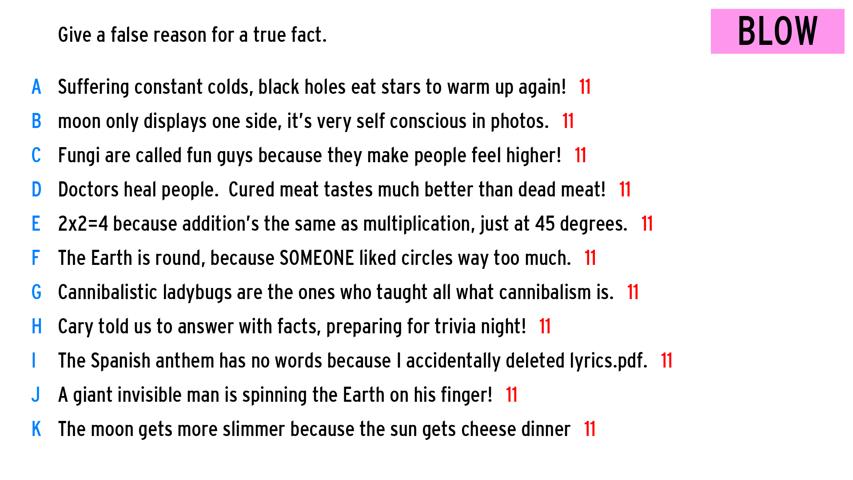 Give a false reason for a true fact.
BLOW
A Suffering constant colds, black holes eat stars to warm up again! 11
B moon only displays one side, it's very self conscious in photos. 11
C Fungi are called fun guys because they make people feel higher! 11
D Doctors heal people.  Cured meat tastes much better than dead meat! 11
E 2x2=4 because addition's the same as multiplication, just at 45 degrees. 11
F The Earth is round, because SOMEONE liked circles way too much. 11
G Cannibalistic ladybugs are the ones who taught all what cannibalism is. 11
H Cary told us to answer with facts, preparing for trivia night! 11
I The Spanish anthem has no words because I accidentally deleted lyrics.pdf. 11
J A giant invisible man is spinning the Earth on his finger! 11
K The moon gets more slimmer because the sun gets cheese dinner 11